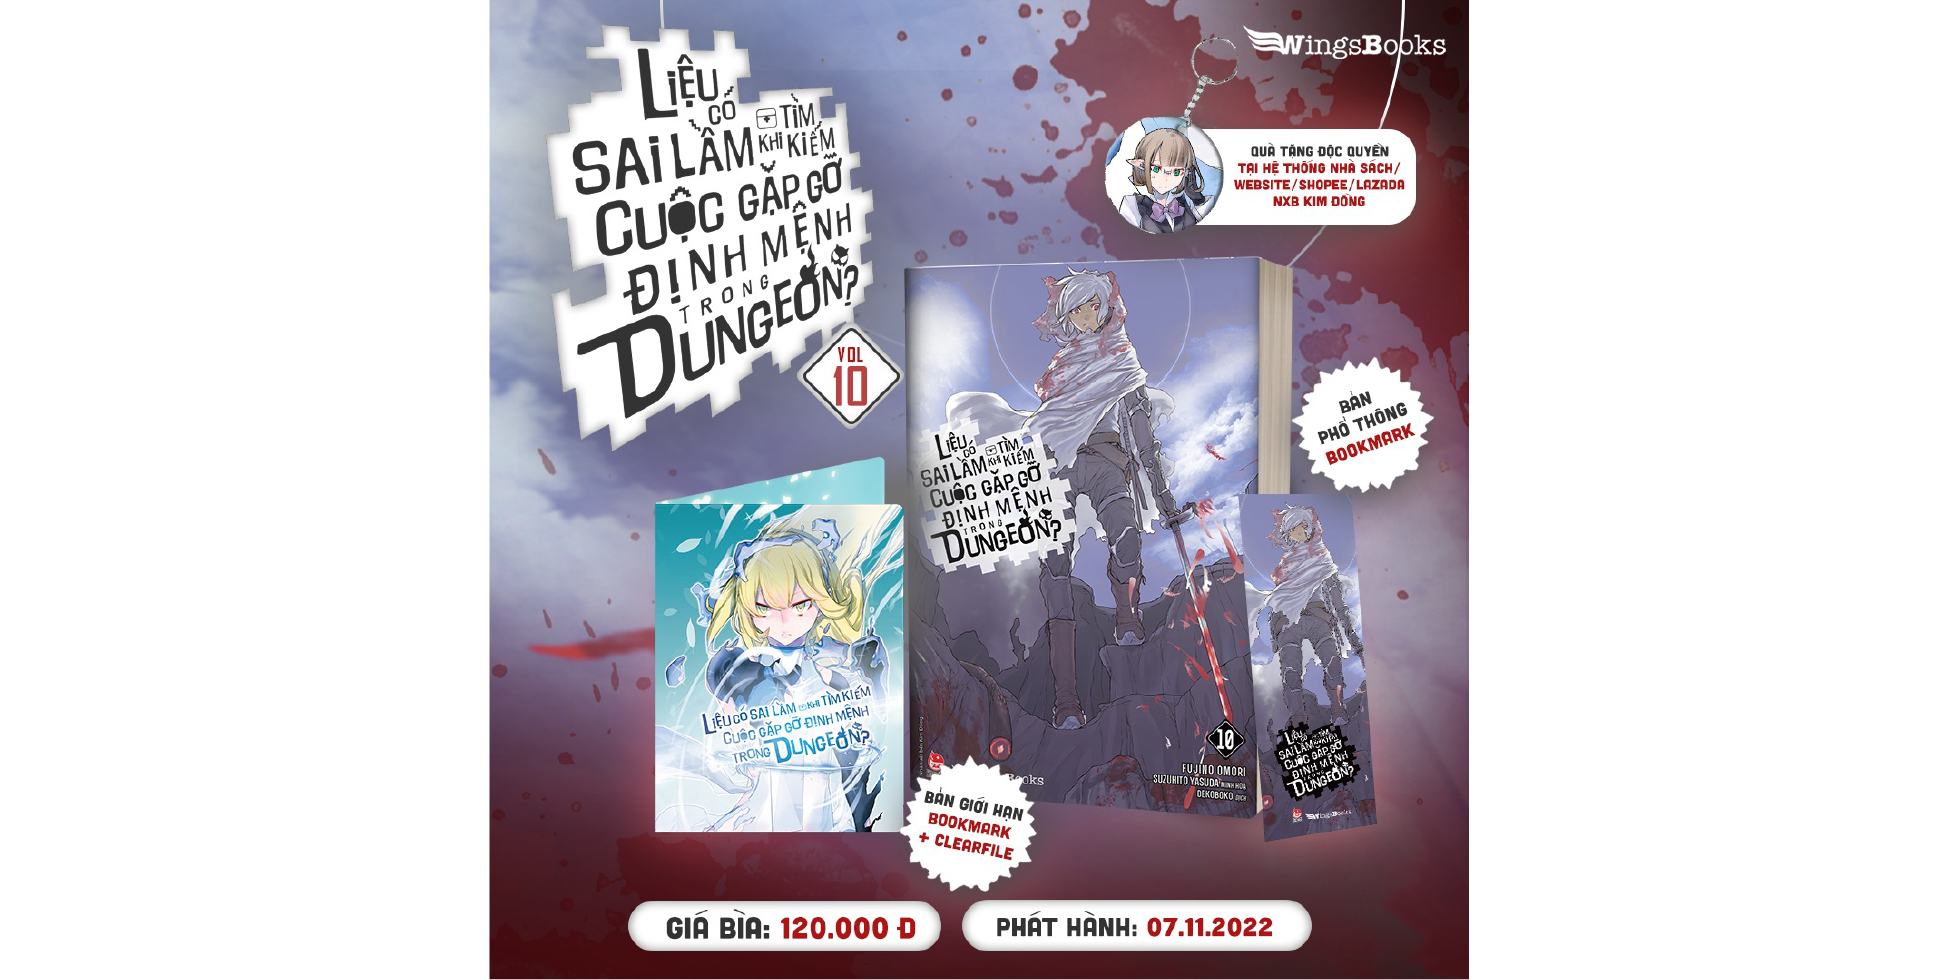 LIỆU
CÓ
SAI LẦM KHI TÌM KIẾM
CUỘC GẶP GỠ
ĐỊNH MỆNH
TRONG
DUNGEON?
VOL
10
WingsBooks
QUÀ TẶNG ĐỘC QUYỀN
TẠI HỆ THỐNG NHÀ SÁCH/
WEBSITE/SHOPEE/LAZADA
NXB KIM ĐỒNG
BẢN
PHỔ THÔNG
BOOKMARK
LIỆU
CÓ
SAI LẦM KHI TÌM KIẾM
CUỘC GẶP GỠ
ĐỊNH MỆNH
TRONG
DUNGEON?
10
FUJINO OMORI
SUZUHITO YASUDA MINH HỌA
DEKOBOKO DỊCH
Books
LIỆU CÓ SAI LẦM KHI TÌM KIẾM
CUỘC GẶP GỠ ĐỊNH MỆNH
TRONG DUNGEON?
BẢN GIỚI HẠN
BOOKMARK
+ CLEARFILE
LIỆU
CÓ
SAI LẦM KHI TÌM KIẾM
CUỘC GẶP GỠ
ĐỊNH MỆNH
TRONG
DUNGEON?
WingsBooks
GIÁ BÌA: 120.000 Đ
PHÁT HÀNH: 07.11.2022